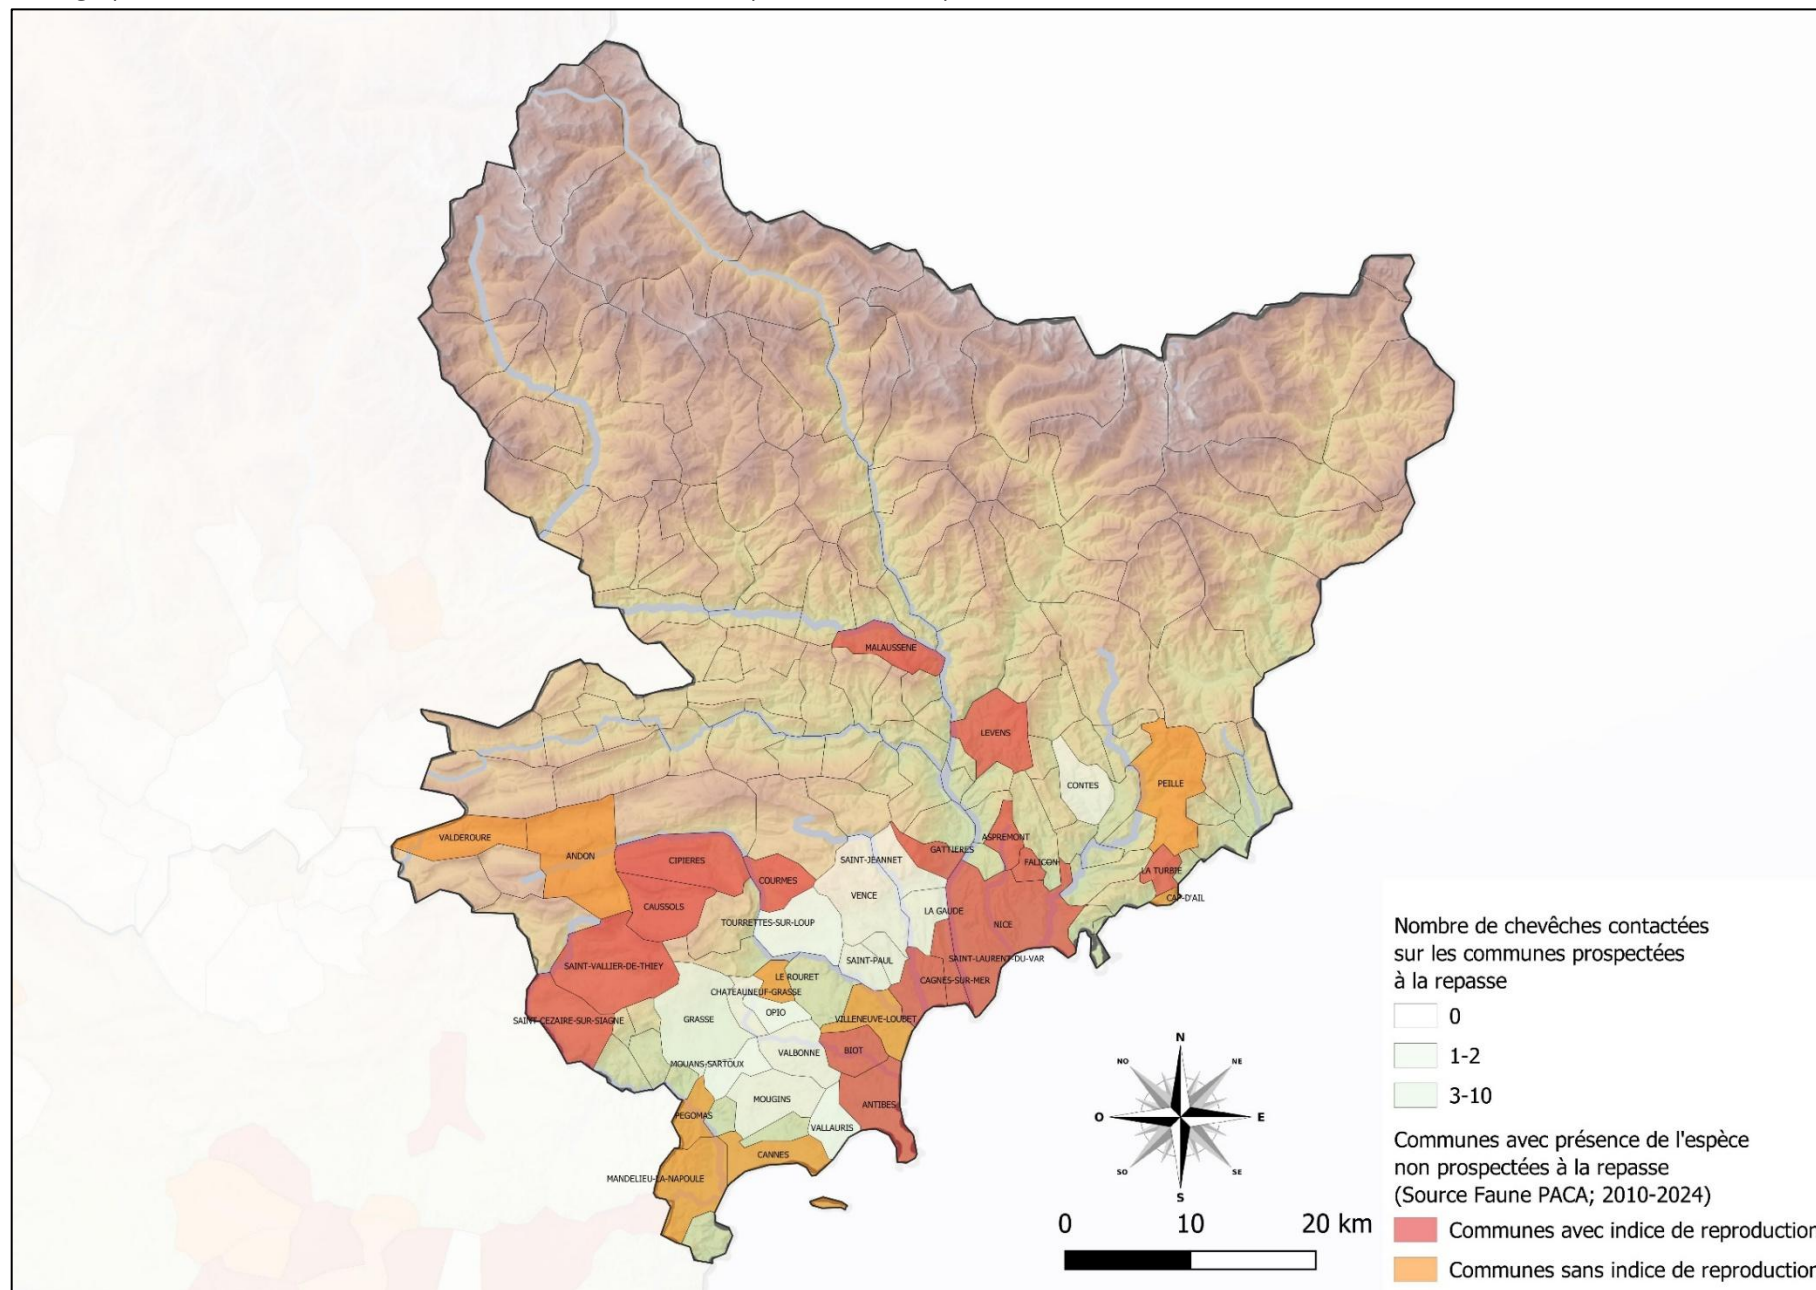 MALAUSSENE
LEVENS
CONTES
PEILLE
VALDEROURE
ANDON
CIPIERES
COURMES
CAUSSOLS
SAINT-JEANNET
GATTIERES
ASPREMONT
FALICON
LA TURBIE
CAP-D'AIL
VENCE
LA GAUDE
NICE
TOURRETTES-SUR-LOUP
SAINT-PAUL
SAINT-LAURENT-DU-VAR
CAGNES-SUR-MER
SAINT-VALLIER-DE-THIEY
LE ROURET
CHATEAUNEUF-GRASSE
OPIO
SAINT-CEZAIRE-SUR-SIAGNE
GRASSE
VILLENEUVE-LOUBET
VALBONNE
BIOT
MOUANS-SARTOUX
MOUGINS
ANTIBES
PEGOMAS
VALLAURIS
CANNES
MANDELIEU-LA-NAPOULE
N
NO
NE
O
E
SO
SE
S
0 10 20 km
Nombre de chevêches contactées
sur les communes prospectées
à la repasse
0
1-2
3-10
Communes avec présence de l'espèce
non prospectées à la repasse
(Source Faune PACA; 2010-2024)
Communes avec indice de reproduction
Communes sans indice de reproduction